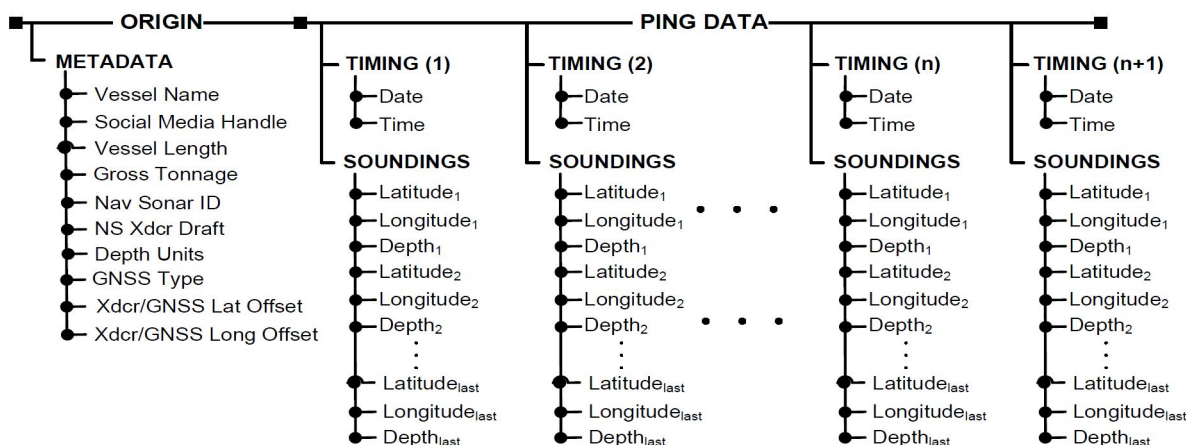 ORIGIN
PING DATA
METADATA
Vessel Name
Social Media Handle
Vessel Length
Gross Tonnage
Nav Sonar ID
NS Xdcr Draft
Depth Units
GNSS Type
Xdcr/GNSS Lat Offset
Xdcr/GNSS Long Offset
TIMING (1)
Date
Time
SOUNDINGS
Latitude₁
Longitude₁
Depth₁
Latitude₂
Longitude₂
Depth₂
Latitudelast
Longitudelast
Depthlast
TIMING (2)
Date
Time
SOUNDINGS
Latitude₁
Longitude₁
Depth₁
Latitude₂
Longitude₂
Depth₂
Latitudelast
Longitudelast
Depthlast
TIMING (n)
Date
Time
SOUNDINGS
Latitude₁
Longitude₁
Depth₁
Latitude₂
Longitude₂
Depth₂
Latitudelast
Longitudelast
Depthlast
TIMING (n+1)
Date
Time
SOUNDINGS
Latitude₁
Longitude₁
Depth₁
Latitude₂
Longitude₂
Depth₂
Latitudelast
Longitudelast
Depthlast